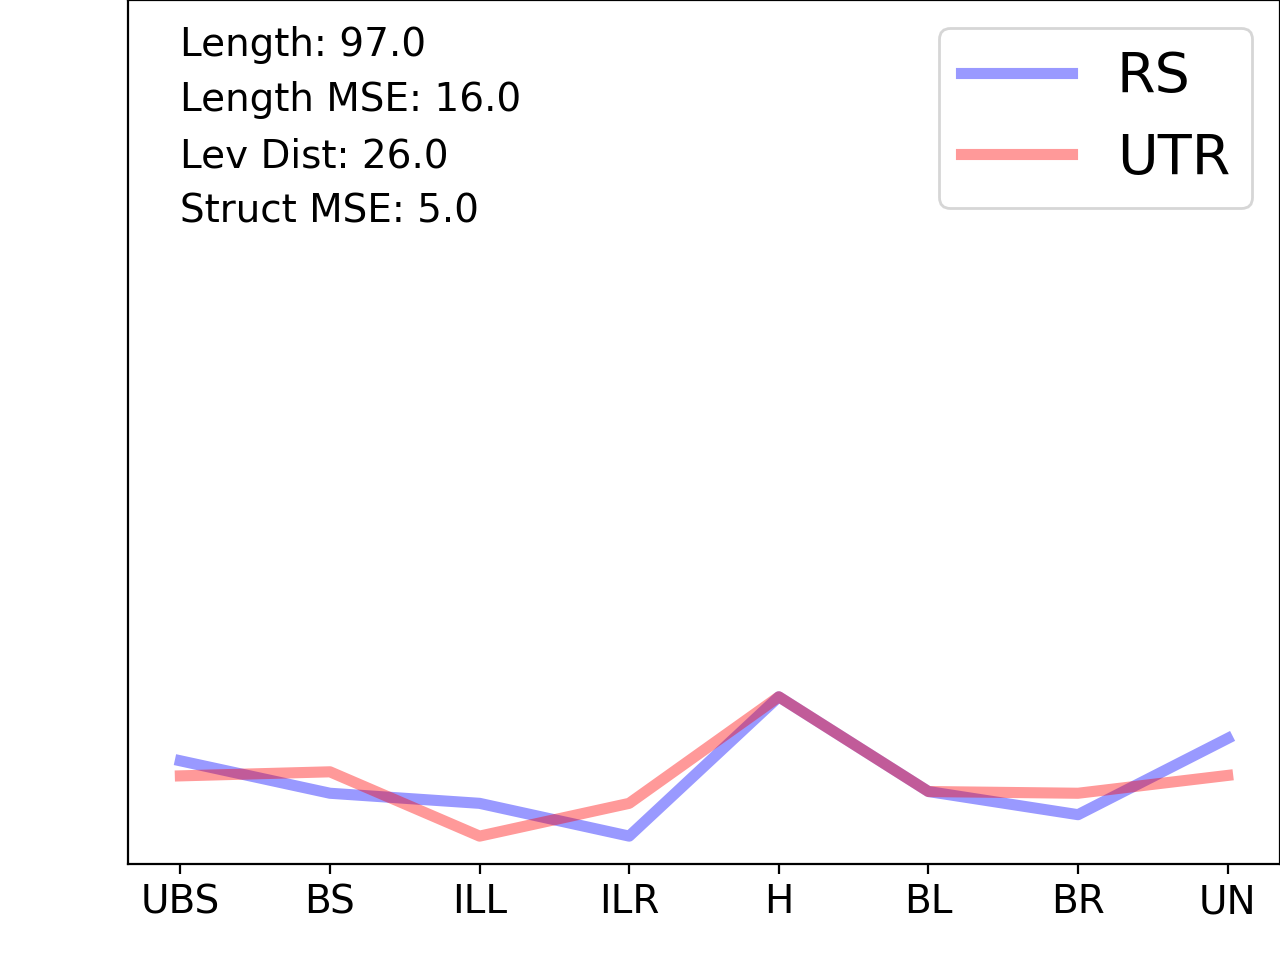 Length: 97.0
Length MSE: 16.0
Lev Dist: 26.0
Struct MSE: 5.0
RS
UTR
UBS BS ILL ILR H BL BR UN